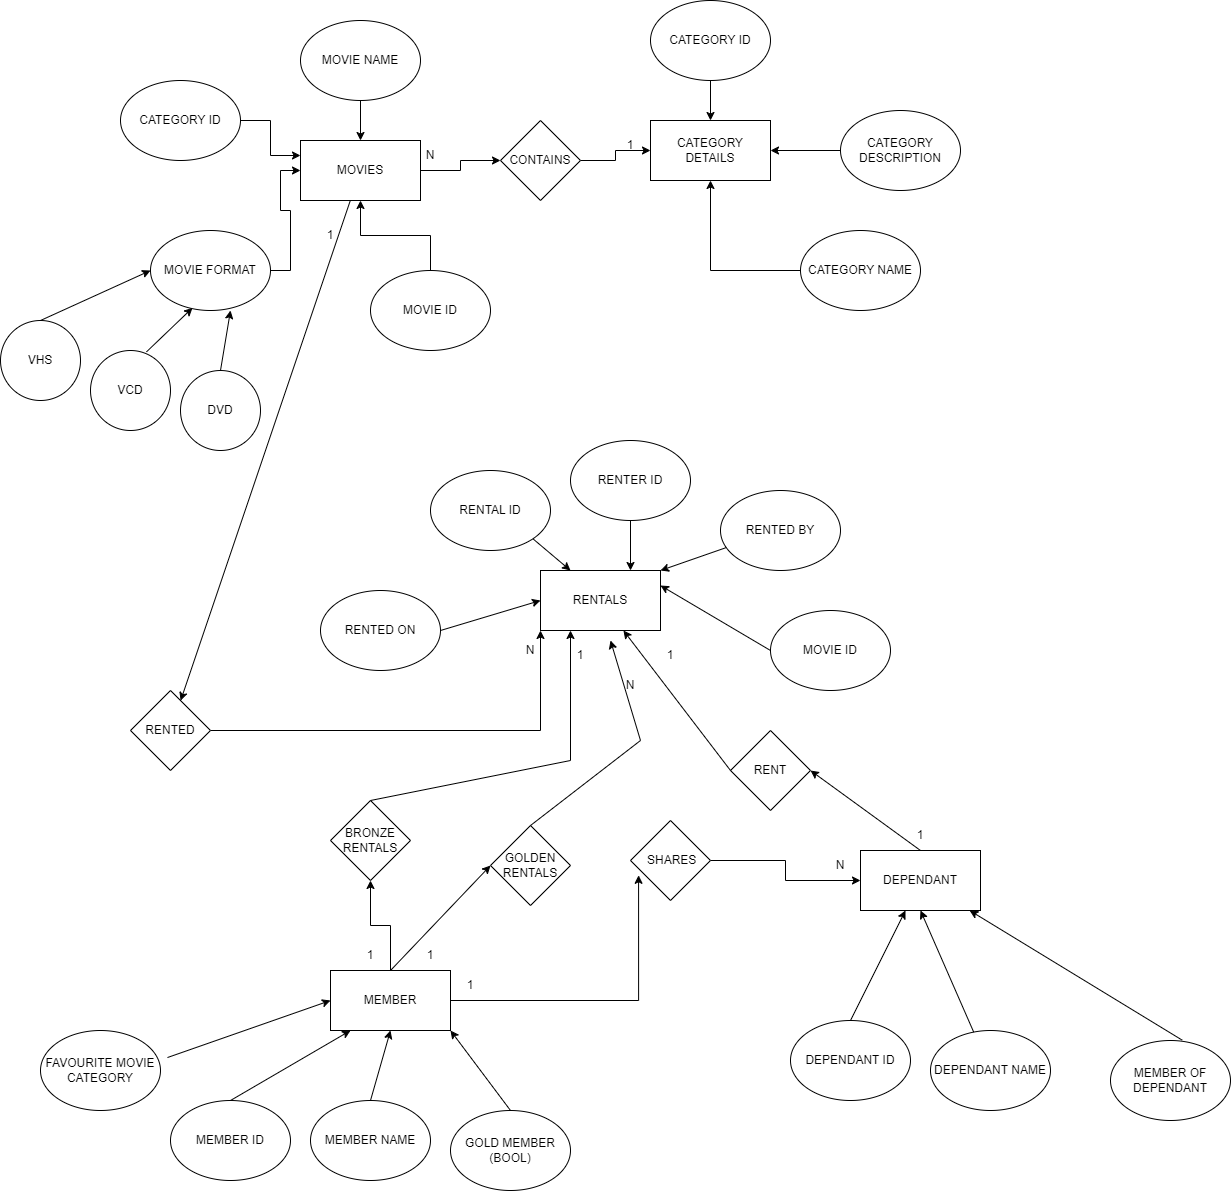 CATEGORY ID
MOVIE NAME
CATEGORY ID
MOVIES
N
CONTAINS
1
CATEGORY
DETAILS
CATEGORY
DESCRIPTION
1
MOVIE FORMAT
MOVIE ID
CATEGORY NAME
VHS
VCD
DVD
RENTAL ID
RENTER ID
RENTED BY
RENTALS
RENTED ON
MOVIE ID
N
1
N
1
RENTED
RENT
BRONZE
RENTALS
GOLDEN
RENTALS
SHARES
N
1
DEPENDANT
1
1
1
MEMBER
FAVOURITE MOVIE
CATEGORY
MEMBER ID
MEMBER NAME
GOLD MEMBER
(BOOL)
DEPENDANT ID
DEPENDANT NAME
MEMBER OF
DEPENDANT